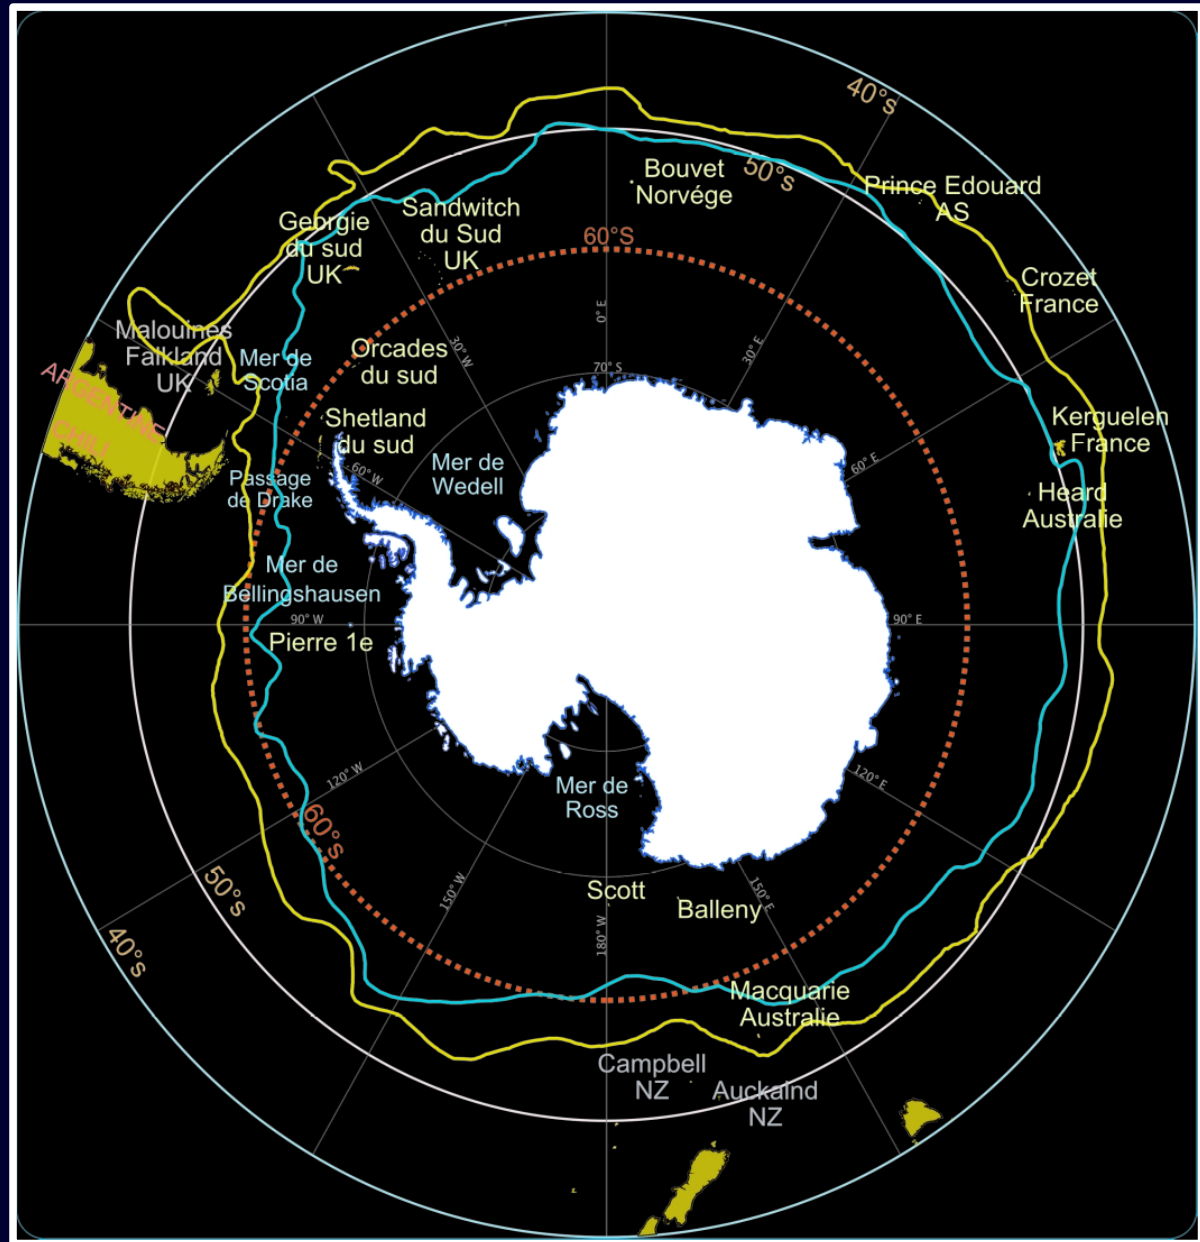 40°s
50°s
Bouvet
Norvége
Prince Edouard
AS
Sandwitch
du Sud
UK
Georgie
du sud
UK
60°S
Crozet
France
0° E
30° W
30° E
Malouines
Falkland
UK
Mer de
Scotia
Orcades
du sud
70° S
ARGENTINE
CHILI
Shetland
du sud
Kerguelen
France
60° W
Mer de
Wedell
60° E
Passage
de Drake
Heard
Australie
Mer de
Bellingshausen
90° W
90° E
Pierre 1e
120° W
120° E
Mer de
Ross
60°s
50°s
150° W
150° E
Scott
Balleny
40°s
180° W
Macquarie
Australie
Campbell
NZ
Auckalnd
NZ